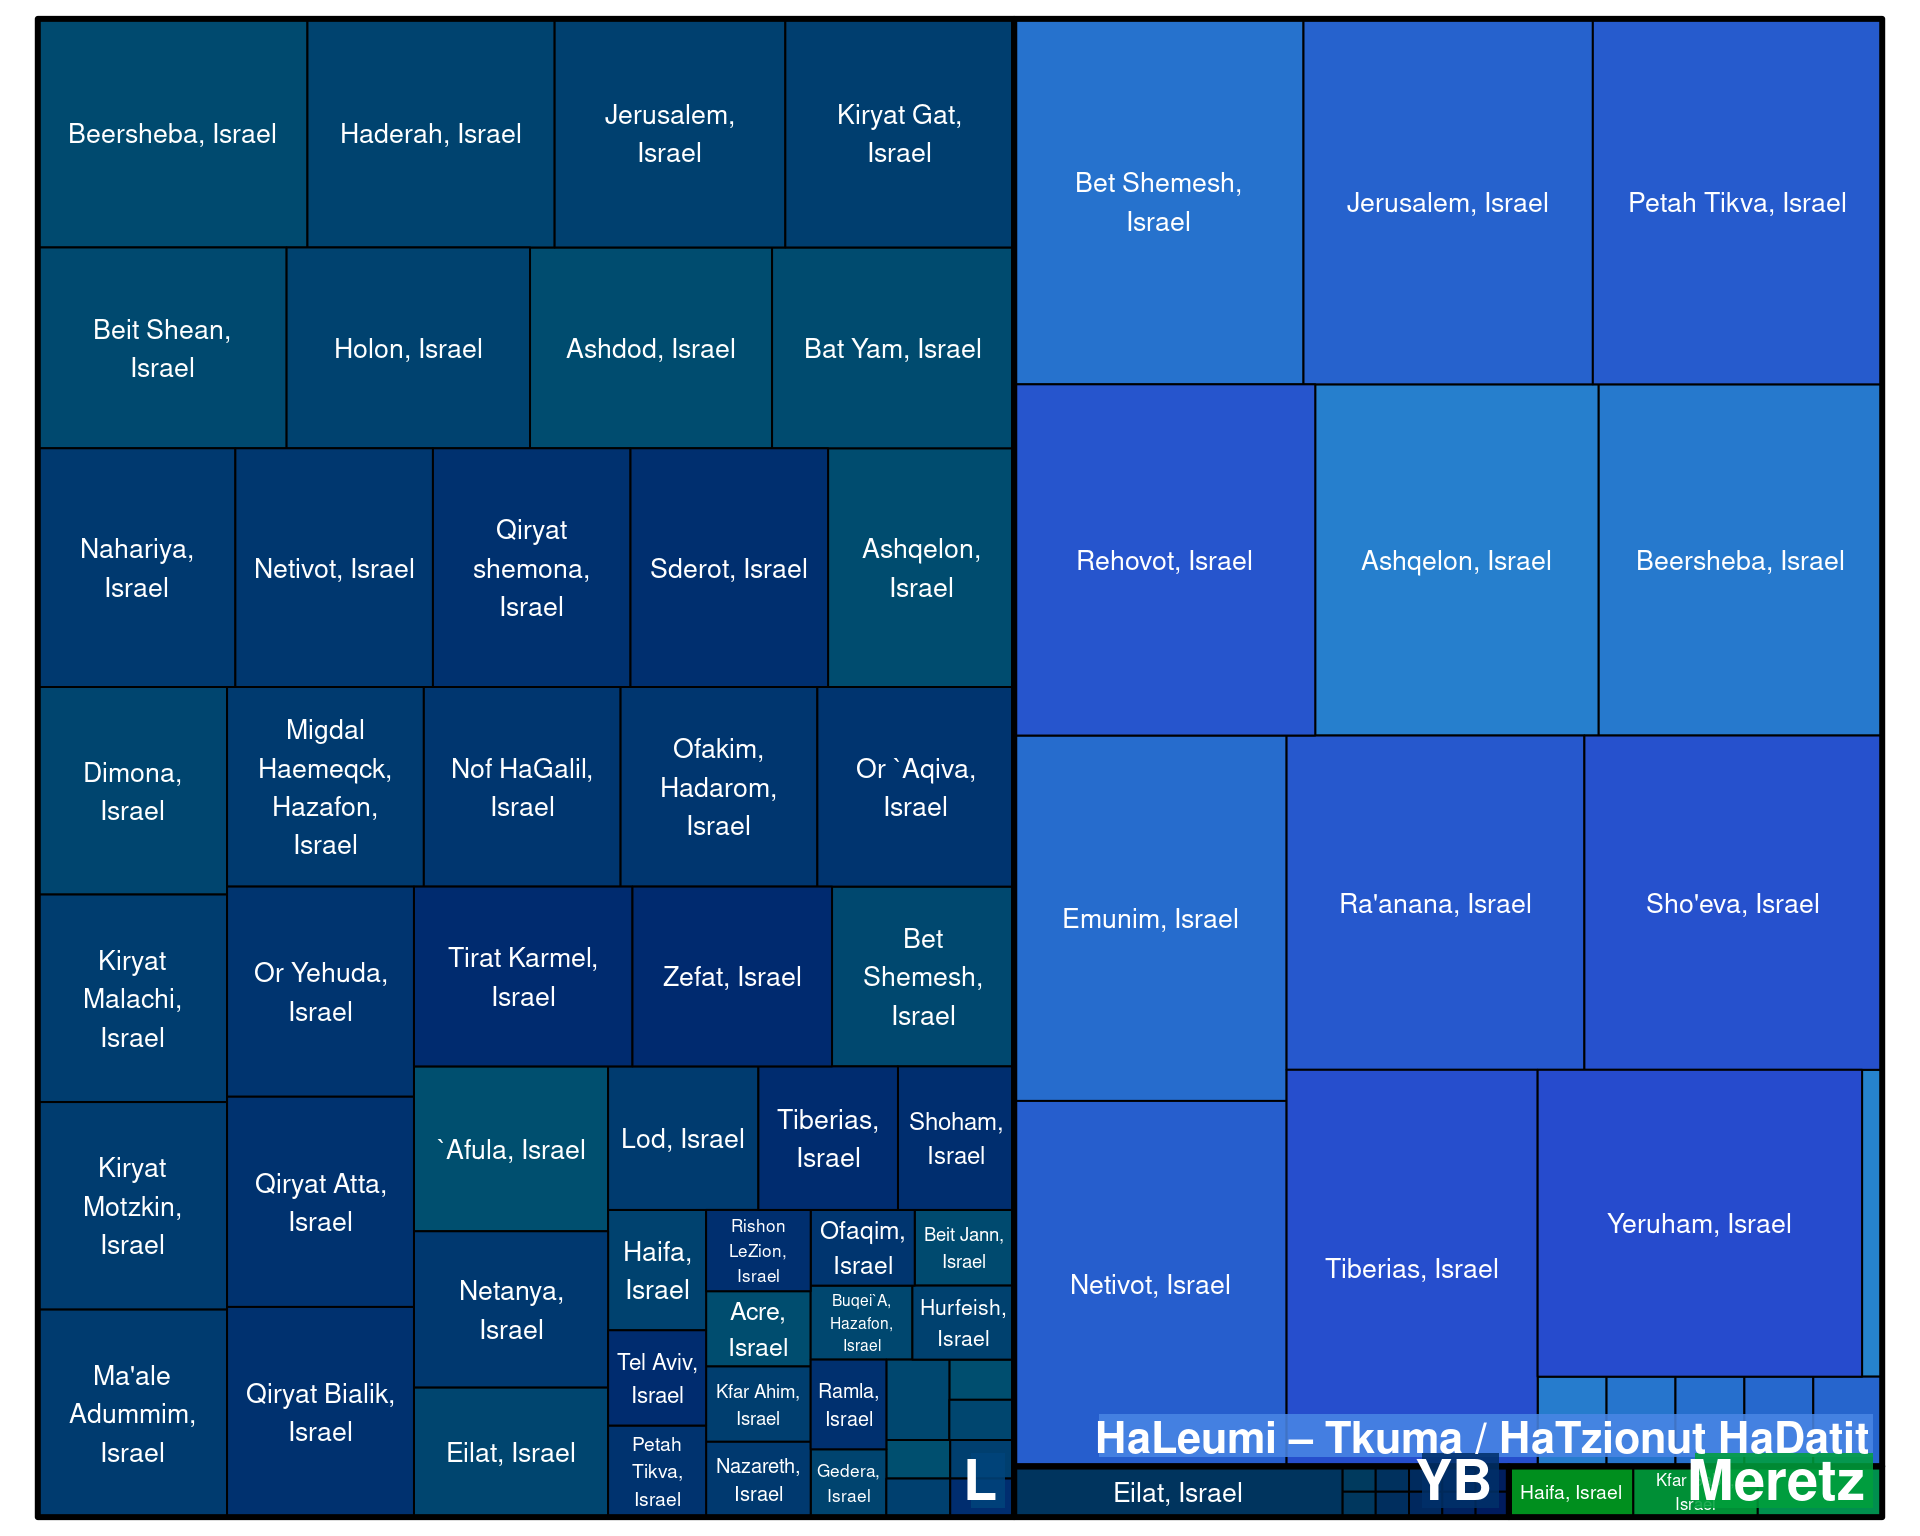 Beersheba, Israel
Haderah, Israel
Jerusalem,
Israel
Kiryat Gat,
Israel
Beit Shean,
Israel
Holon, Israel
Ashdod, Israel
Bat Yam, Israel
Nahariya,
Israel
Netivot, Israel
Qiryat
shemona,
Israel
Sderot, Israel
Ashqelon,
Israel
Dimona,
Israel
Migdal
Haemeqck,
Hazafon,
Israel
Nof HaGalil,
Israel
Ofakim,
Hadarom,
Israel
Or `Aqiva,
Israel
Kiryat
Malachi,
Israel
Or Yehuda,
Israel
Tirat Karmel,
Israel
Zefat, Israel
Bet
Shemesh,
Israel
Kiryat
Motzkin,
Israel
Qiryat Atta,
Israel
`Afula, Israel
Lod, Israel
Tiberias,
Israel
Shoham,
Israel
Ma'ale
Adummim,
Israel
Qiryat Bialik,
Israel
Netanya,
Israel
Eilat, Israel
Haifa,
Israel
Rishon
LeZion,
Israel
Ofaqim,
Israel
Beit Jann,
Israel
Acre,
Israel
Buqei`A,
Hazafon,
Israel
Hurfeish,
Israel
Tel Aviv,
Israel
Kfar Ahim,
Israel
Ramla,
Israel
Petah
Tikva,
Israel
Nazareth,
Israel
Gedera,
Israel
L
Bet Shemesh,
Israel
Jerusalem, Israel
Petah Tikva, Israel
Rehovot, Israel
Ashqelon, Israel
Beersheba, Israel
Emunim, Israel
Ra'anana, Israel
Sho'eva, Israel
Netivot, Israel
Tiberias, Israel
Yeruham, Israel
HaLeumi – Tkuma / HaTzionut HaDatit
Eilat, Israel
YB
Haifa, Israel
Kfar
Israel
Meretz